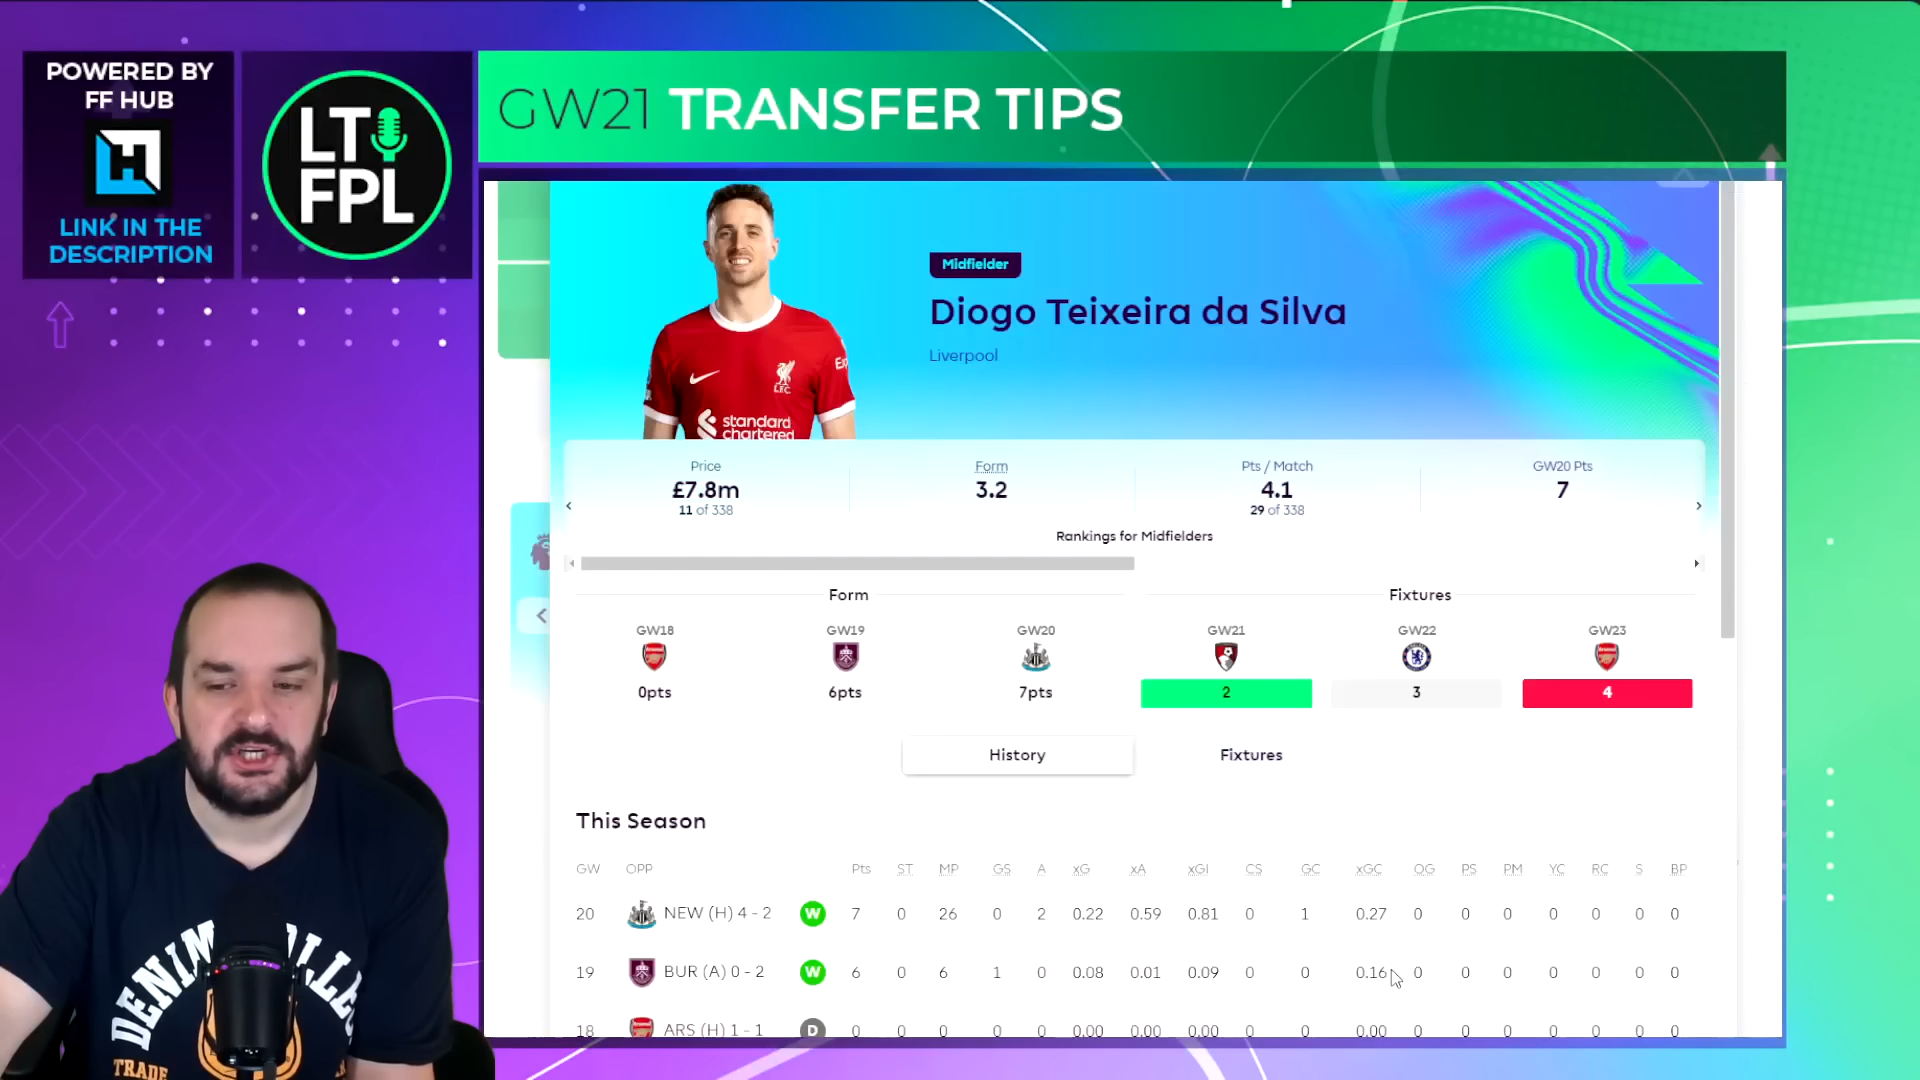 POWERED BY
FF HUB
LINK IN THE
DESCRIPTION
LT
FPL
GW21 TRANSFER TIPS
Midfielder
Diogo Teixeira da Silva
Liverpool
L.F.C.
standard
chartered
Price Form Pts / Match GW20 Pts
£7.8m 3.2 4.1 7
11 of 338 29 of 338
Rankings for Midfielders
Form Fixtures
GW18 GW19 GW20 GW21 GW22 GW23
0pts 6pts 7pts 2 3 4
History Fixtures
This Season
GW OPP Pts ST MP GS A xG xA xGI CS GC xGC OG PS PM YC RC S BP
20 NEW (H) 4 - 2 W 7 0 26 0 2 0.22 0.59 0.81 0 1 0.27 0 0 0 0 0 0 0
19 BUR (A) 0 - 2 W 6 0 6 1 0 0.08 0.01 0.09 0 0 0.16 0 0 0 0 0 0 0
18 ARS (H) 1 - 1 D 0 0 0 0 0 0.00 0.00 0.00 0 0 0.00 0 0 0 0 0 0 0
DENIM
TRADE